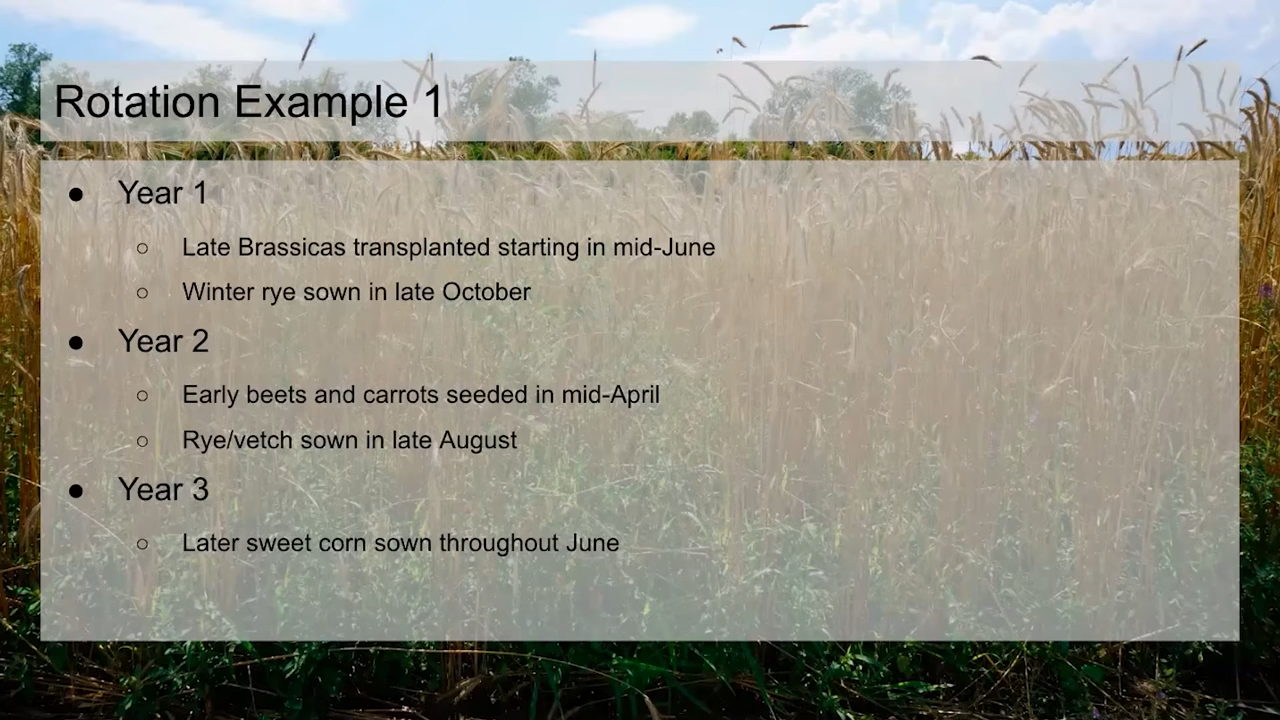 Rotation Example 1
● Year 1
○ Late Brassicas transplanted starting in mid-June
○ Winter rye sown in late October
● Year 2
○ Early beets and carrots seeded in mid-April
○ Rye/vetch sown in late August
● Year 3
○ Later sweet corn sown throughout June